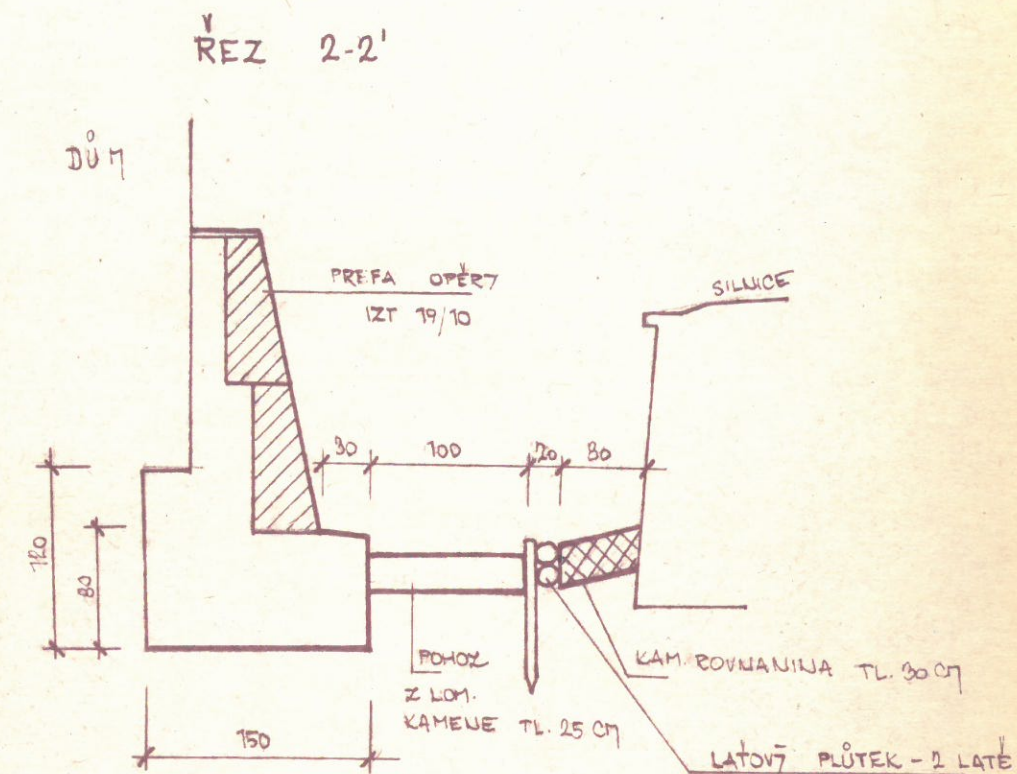 ŘEZ 2-2'
DŮM
PREFA OPĚRY
IZT 19/10
SILNICE
30 100 20 80
120
80
150
POHOZ
Z LOM.
KAMENE TL. 25 CM
KAM. ROVNANINA TL. 30 CM
LAŤOVÝ PLŮTEK - 2 LATĚ